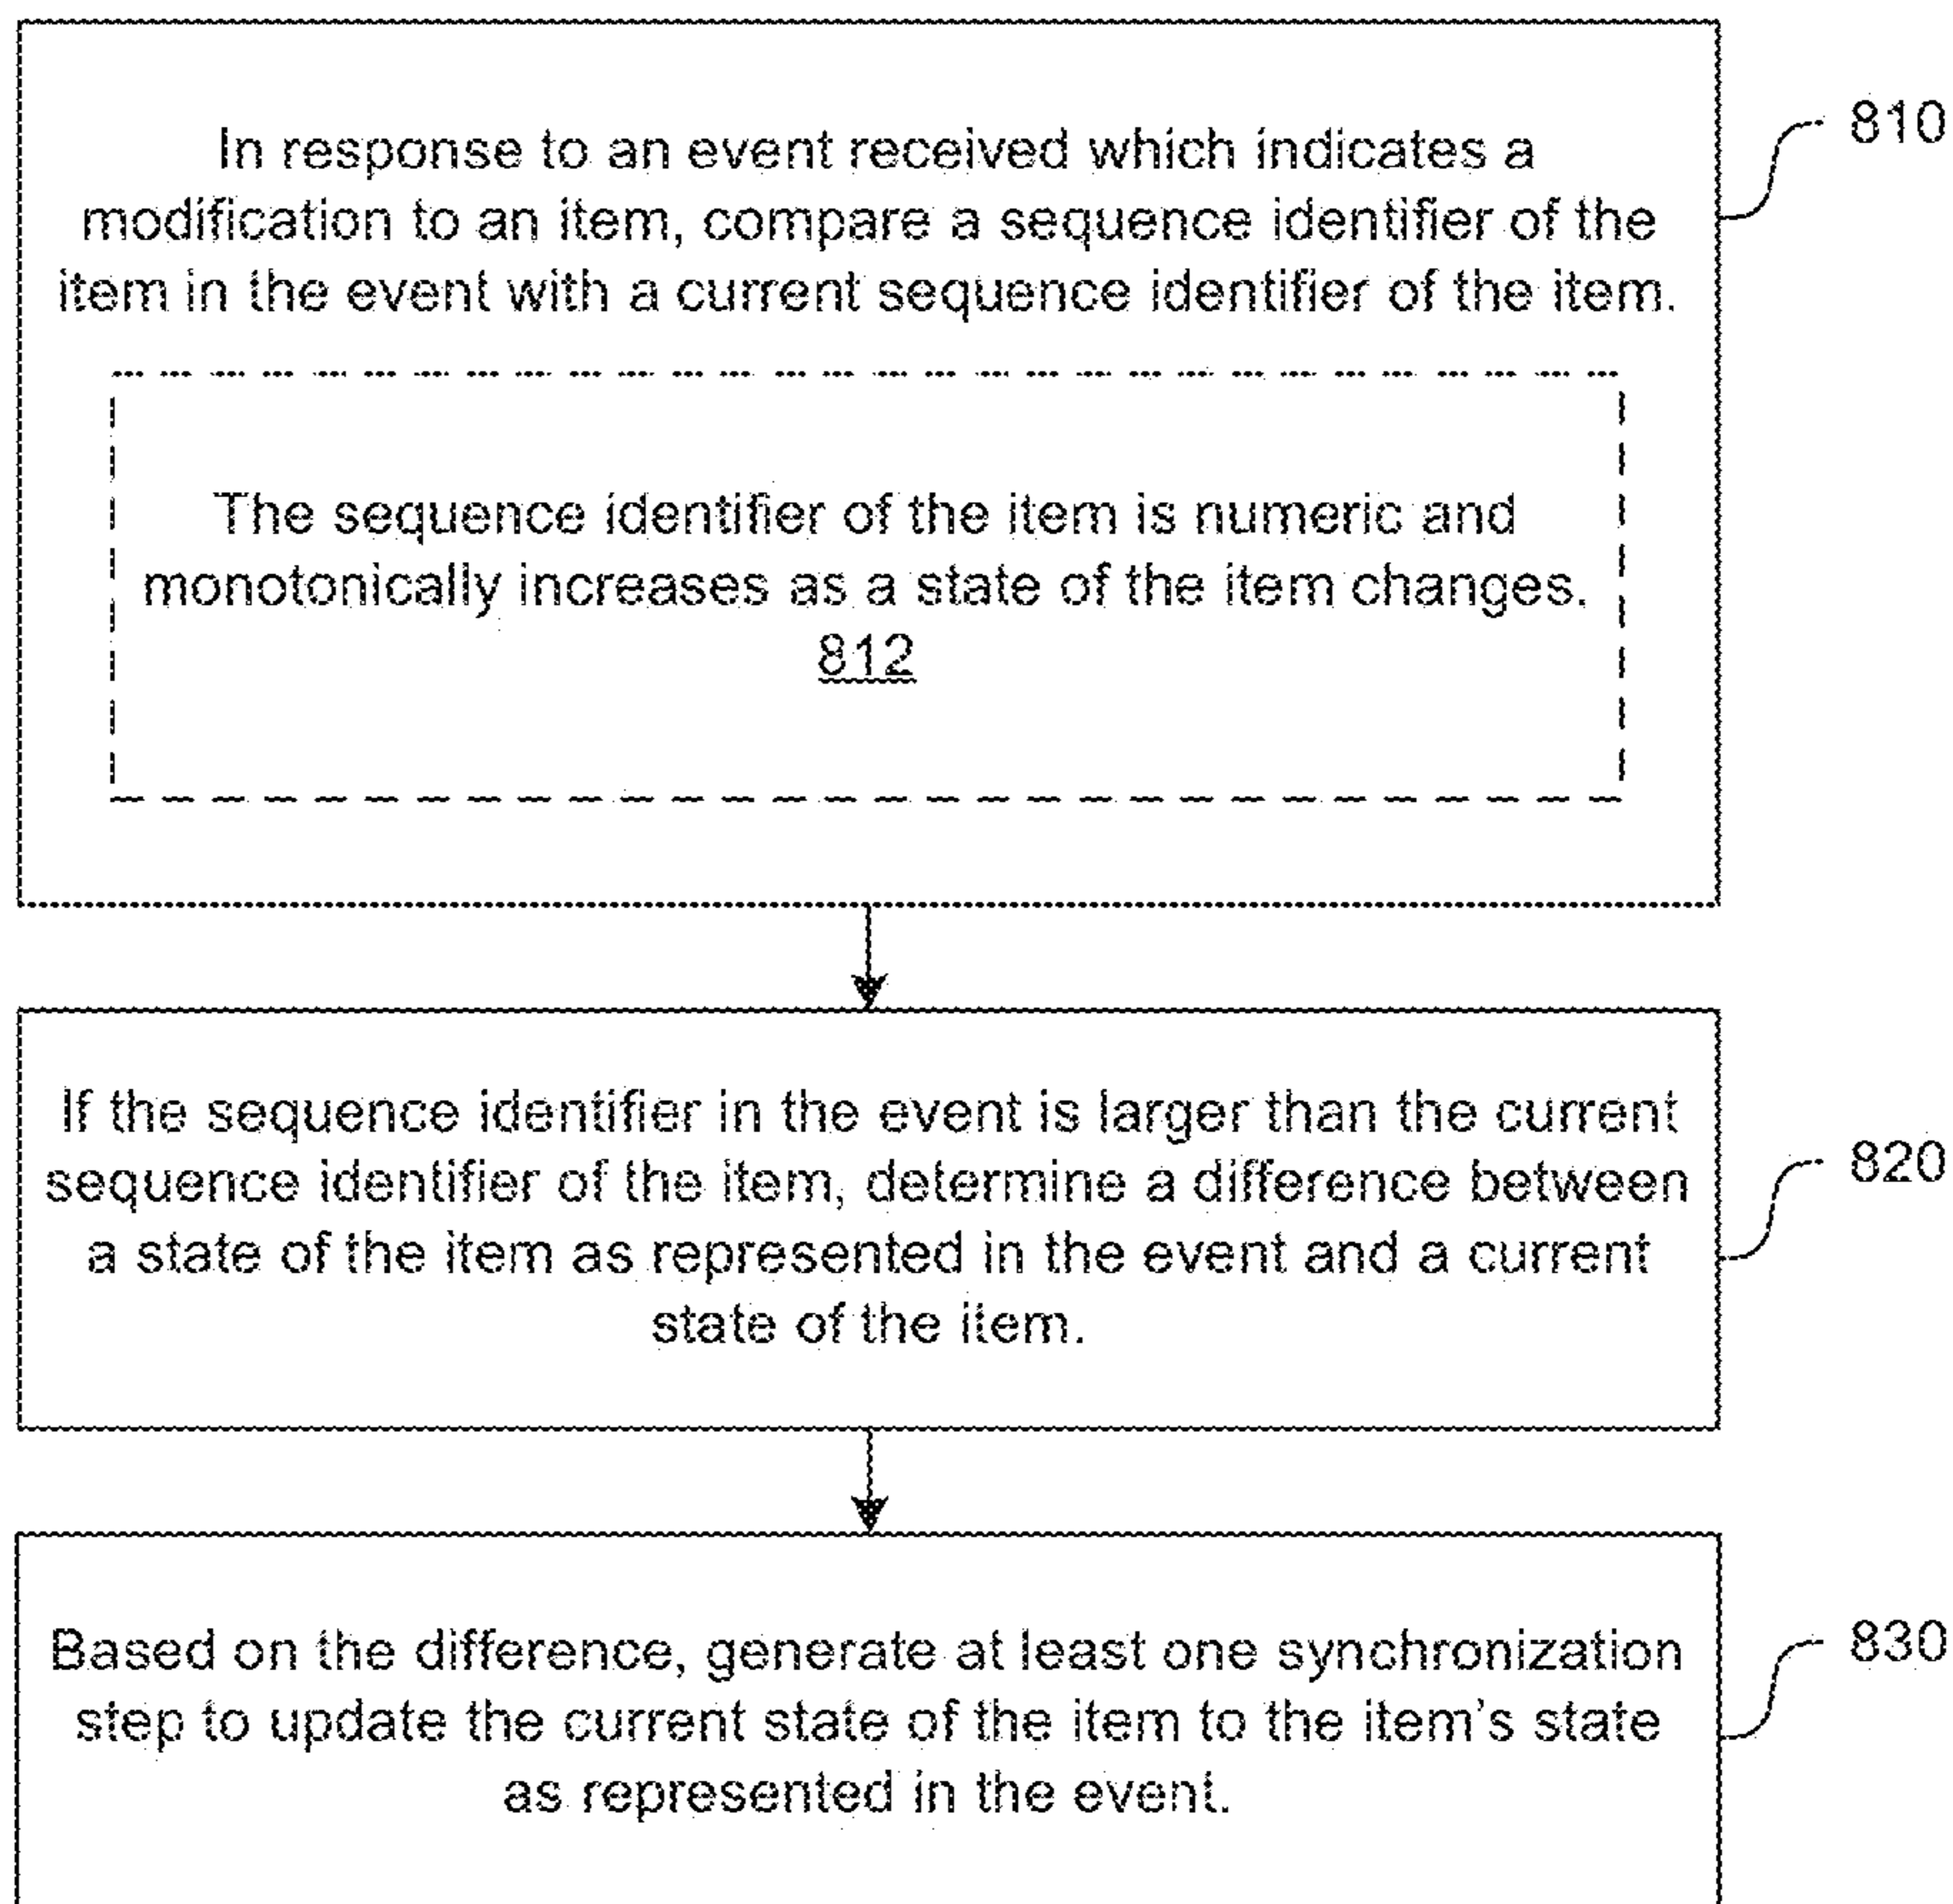 In response to an event received which indicates a
modification to an item, compare a sequence identifier of the
item in the event with a current sequence identifier of the item.
810
The sequence identifier of the item is numeric and
monotonically increases as a state of the item changes.
812
If the sequence identifier in the event is larger than the current
sequence identifier of the item, determine a difference between
a state of the item as represented in the event and a current
state of the item.
820
Based on the difference, generate at least one synchronization
step to update the current state of the item to the item's state
as represented in the event.
830